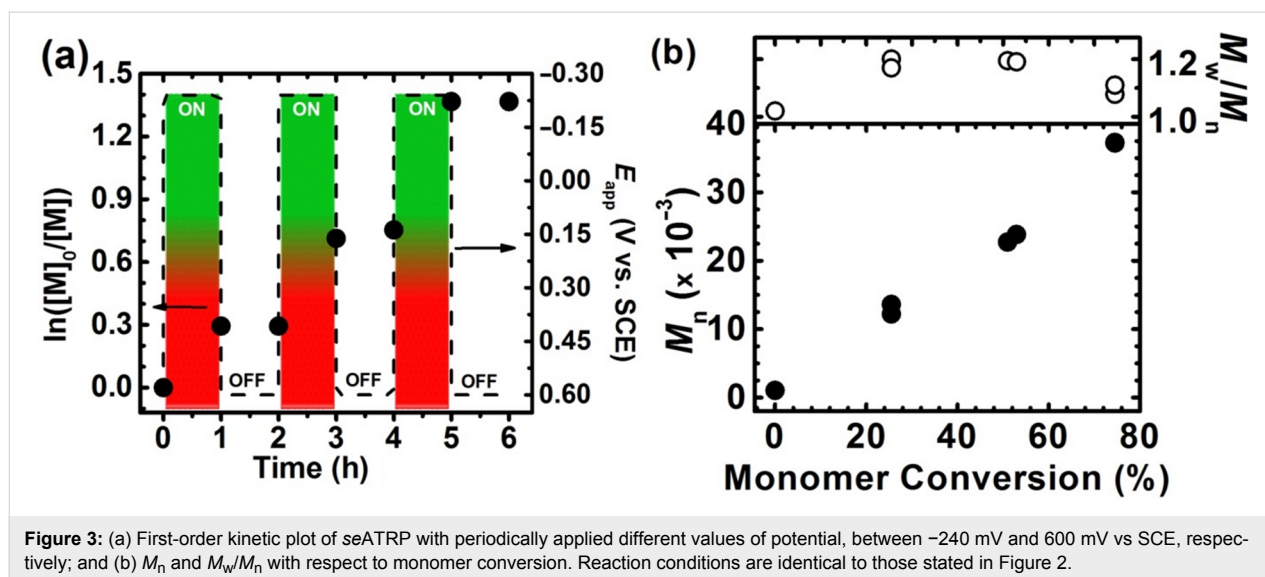 (a)
1.5
1.2
0.9
0.6
0.3
0.0
ln([M]0/[M])
ON
ON
ON
OFF
OFF
OFF
−0.30
−0.15
0.00
0.15
0.30
0.45
0.60
Eapp (V vs. SCE)
0 1 2 3 4 5 6
Time (h)
(b)
1.2
1.0
Mw/Mn
40
30
20
10
0
Mn (x 10−3)
0 20 40 60 80
Monomer Conversion (%)
Figure 3: (a) First-order kinetic plot of seATRP with periodically applied different values of potential, between −240 mV and 600 mV vs SCE, respec-
tively; and (b) Mn and Mw/Mn with respect to monomer conversion. Reaction conditions are identical to those stated in Figure 2.